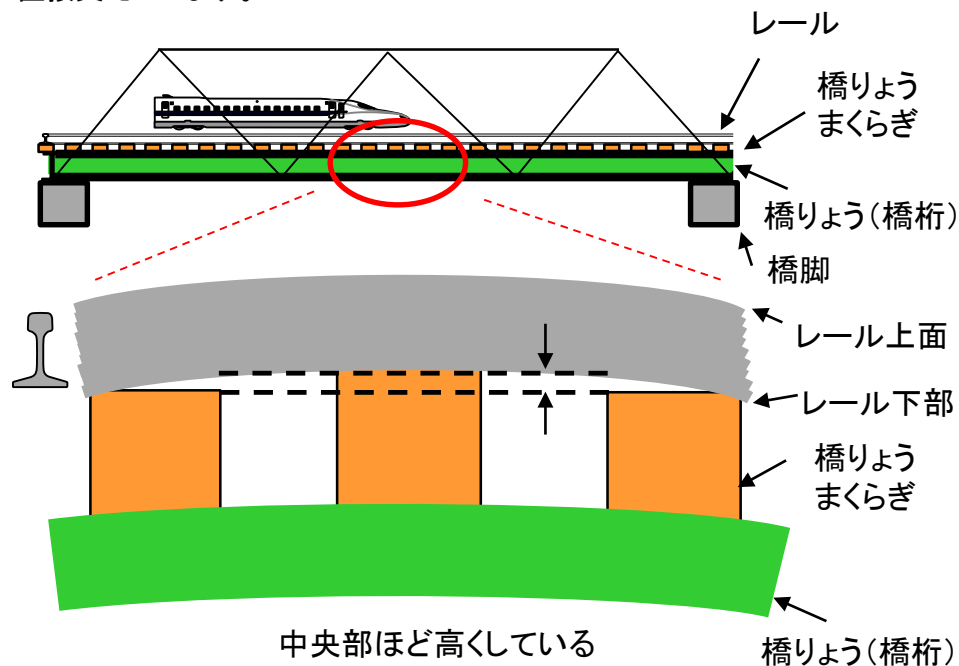 レール
橋りょう
まくらぎ
橋りょう（橋桁）
橋脚
レール上面
レール下部
橋りょう
まくらぎ
中央部ほど高くしている
橋りょう（橋桁）